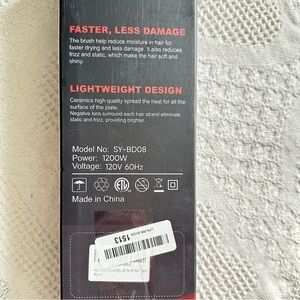 FASTER, LESS DAMAGE
The brush help reduce moisture in hair for
faster drying and less damage. It also reduces
frizz and static, which make the hair soft and
shiny.
LIGHTWEIGHT DESIGN
Ceramics high quality spread the heat for all the
surface of the plate.
Negative ions surround each hair strand eliminate
static and frizz, providing brighter.
Model No: SY-BD08
Power: 1200W
Voltage: 120V 60Hz
Made in China
1513